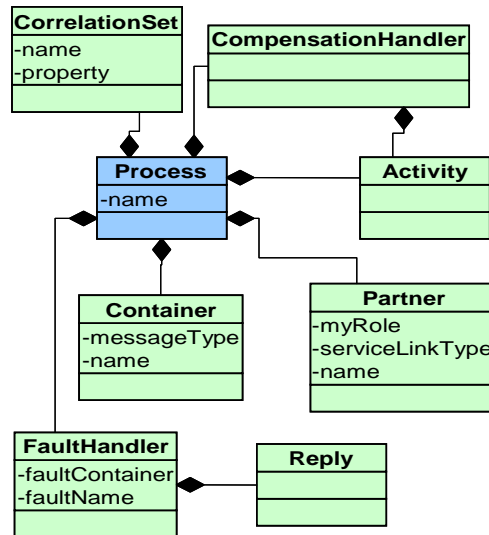 CorrelationSet
-name
-property
CompensationHandler
Process
-name
Activity
Container
-messageType
-name
Partner
-myRole
-serviceLinkType
-name
FaultHandler
-faultContainer
-faultName
Reply